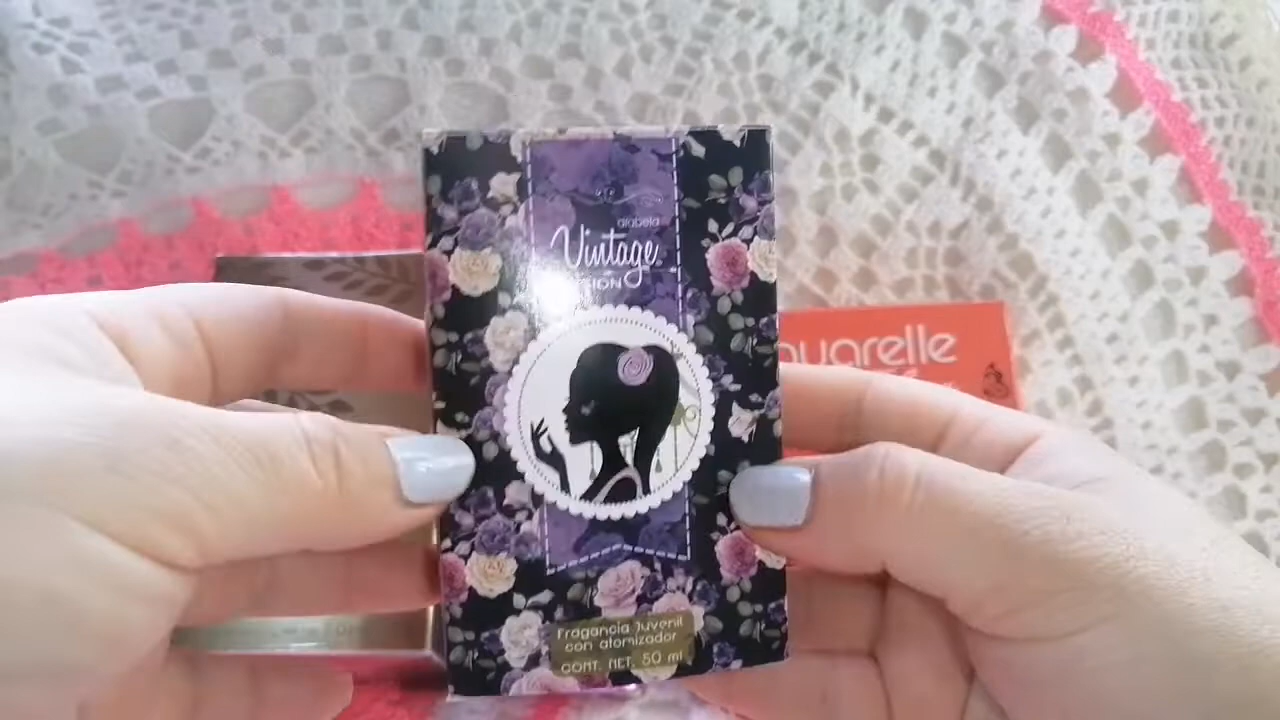 arabela
Vintage
Fragancia Juvenil
con atomizador
CONT. NET. 50 ml
uarelle